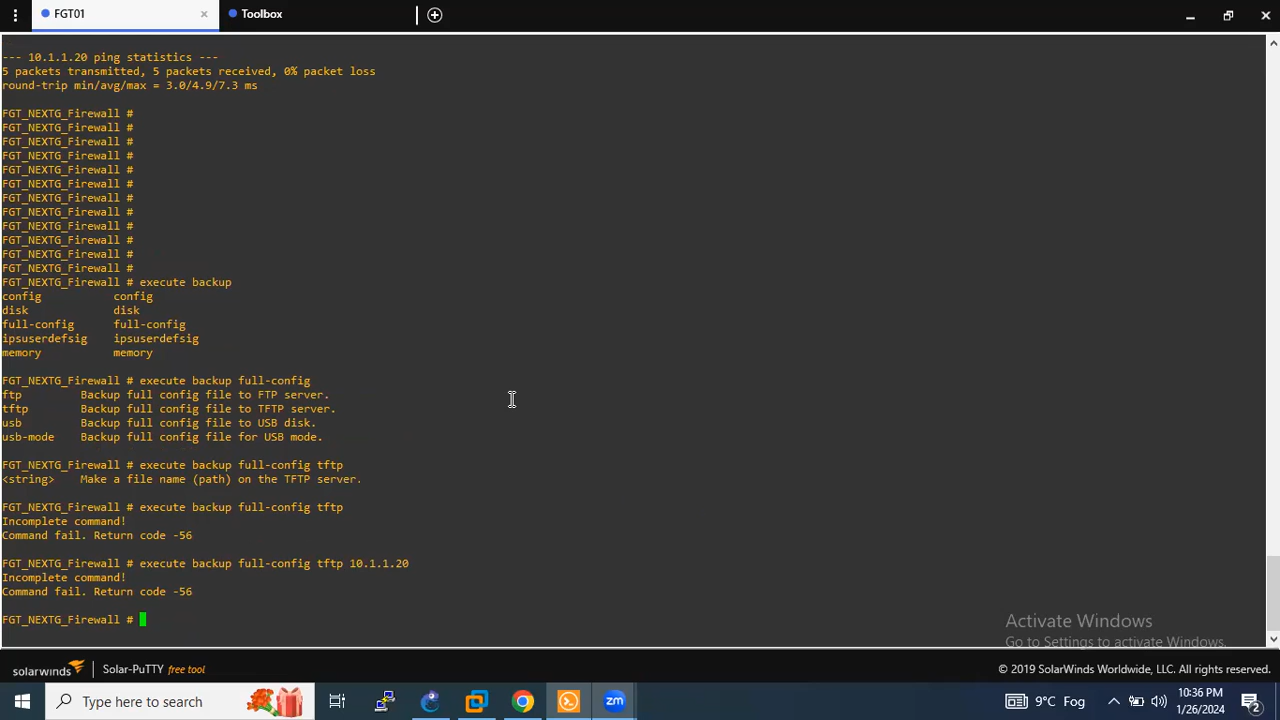 FGT01
Toolbox
--- 10.1.1.20 ping statistics ---
5 packets transmitted, 5 packets received, 0% packet loss
round-trip min/avg/max = 3.0/4.9/7.3 ms
FGT_NEXTG_Firewall #
FGT_NEXTG_Firewall #
FGT_NEXTG_Firewall #
FGT_NEXTG_Firewall #
FGT_NEXTG_Firewall #
FGT_NEXTG_Firewall #
FGT_NEXTG_Firewall #
FGT_NEXTG_Firewall #
FGT_NEXTG_Firewall #
FGT_NEXTG_Firewall #
FGT_NEXTG_Firewall #
FGT_NEXTG_Firewall #
FGT_NEXTG_Firewall # execute backup
config config
disk disk
full-config full-config
ipsuserdefsig ipsuserdefsig
memory memory
FGT_NEXTG_Firewall # execute backup full-config
ftp Backup full config file to FTP server.
tftp Backup full config file to TFTP server.
usb Backup full config file to USB disk.
usb-mode Backup full config file for USB mode.
FGT_NEXTG_Firewall # execute backup full-config tftp
<string> Make a file name (path) on the TFTP server.
FGT_NEXTG_Firewall # execute backup full-config tftp
Incomplete command!
Command fail. Return code -56
FGT_NEXTG_Firewall # execute backup full-config tftp 10.1.1.20
Incomplete command!
Command fail. Return code -56
FGT_NEXTG_Firewall #
Activate Windows
Go to Settings to activate Windows.
solarwinds Solar-PuTTY free tool
© 2019 SolarWinds Worldwide, LLC. All rights reserved.
Type here to search
zm
9°C Fog
10:36 PM
1/26/2024
2